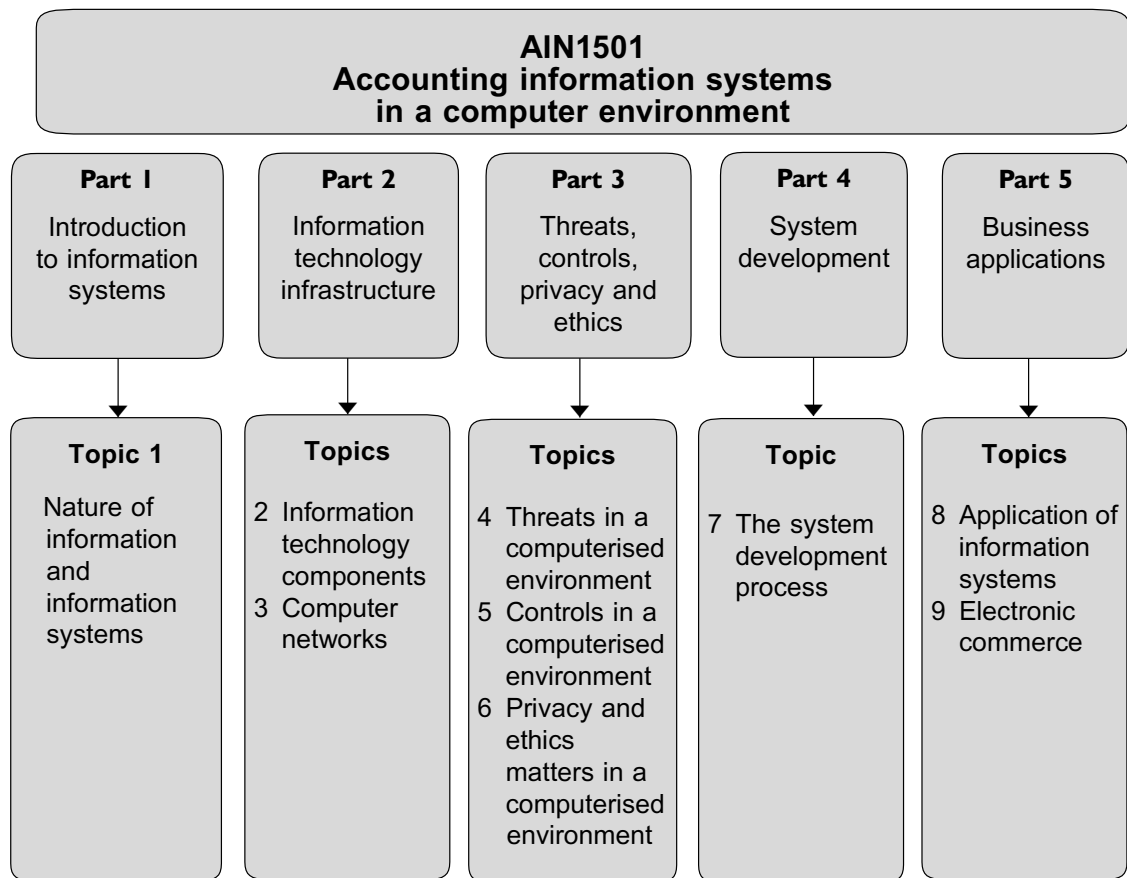 AIN1501
Accounting information systems
in a computer environment
Part 1
Introduction
to information
systems
Part 2
Information
technology
infrastructure
Part 3
Threats,
controls,
privacy and
ethics
Part 4
System
development
Part 5
Business
applications
Topic 1
Nature of
information
and
information
systems
Topics
2 Information
technology
components
3 Computer
networks
Topics
4 Threats in a
computerised
environment
5 Controls in a
computerised
environment
6 Privacy and
ethics
matters in a
computerised
environment
Topic
7 The system
development
process
Topics
8 Application of
information
systems
9 Electronic
commerce